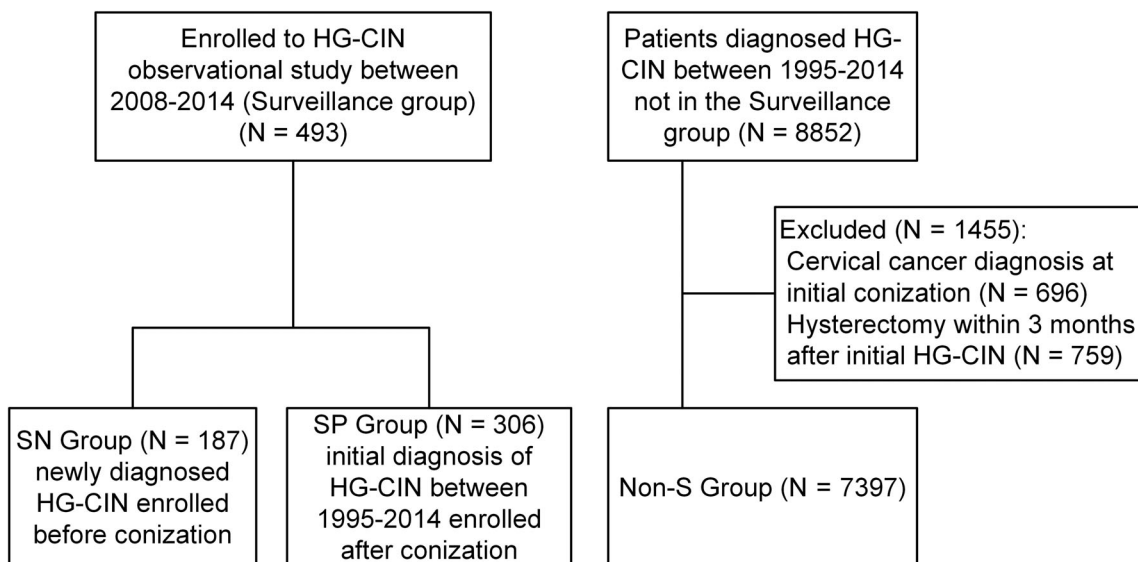 Enrolled to HG-CIN
observational study between
2008-2014 (Surveillance group)
(N = 493)
Patients diagnosed HG-
CIN between 1995-2014
not in the Surveillance
group (N = 8852)
Excluded (N = 1455):
Cervical cancer diagnosis at
initial conization (N = 696)
Hysterectomy within 3 months
after initial HG-CIN (N = 759)
SN Group (N = 187)
newly diagnosed
HG-CIN enrolled
before conization
SP Group (N = 306)
initial diagnosis of
HG-CIN between
1995-2014 enrolled
after conization
Non-S Group (N = 7397)